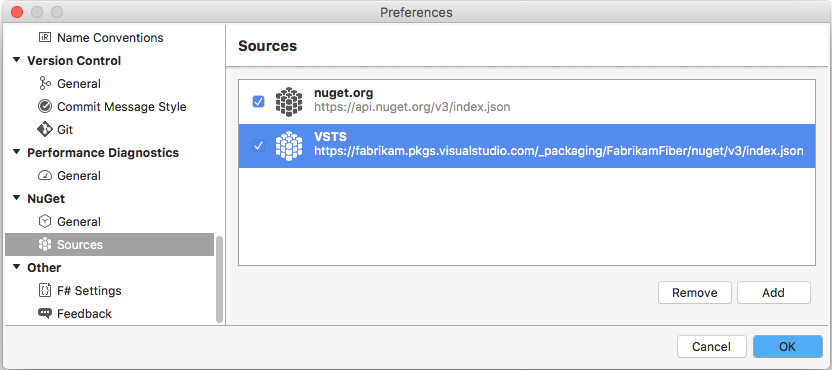 Preferences
Name Conventions
Version Control
General
Commit Message Style
Git
Performance Diagnostics
General
NuGet
General
Sources
Other
F# Settings
Feedback
Sources
nuget.org
https://api.nuget.org/v3/index.json
VSTS
https://fabrikam.pkgs.visualstudio.com/_packaging/FabrikamFiber/nuget/v3/index.json
Remove
Add
Cancel
OK